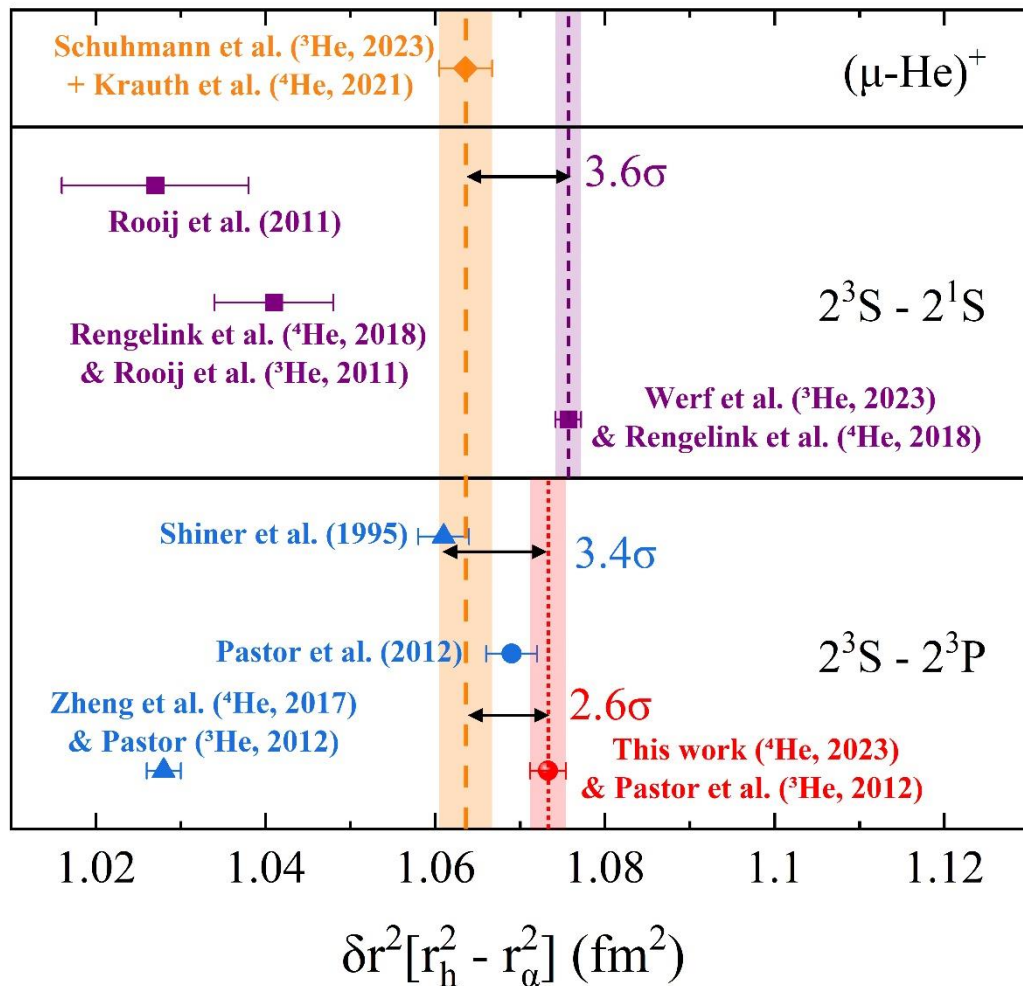 Schuhmann et al. (³He, 2023)
+ Krauth et al. (⁴He, 2021)
(μ-He)⁺
3.6σ
Rooij et al. (2011)
2³S - 2¹S
Rengelink et al. (⁴He, 2018)
& Rooij et al. (³He, 2011)
Werf et al. (³He, 2023)
& Rengelink et al. (⁴He, 2018)
Shiner et al. (1995)
3.4σ
Pastor et al. (2012)
2³S - 2³P
Zheng et al. (⁴He, 2017)
& Pastor (³He, 2012)
2.6σ
This work (⁴He, 2023)
& Pastor et al. (³He, 2012)
1.02 1.04 1.06 1.08 1.1 1.12
δr²[r²ₕ - r²α] (fm²)